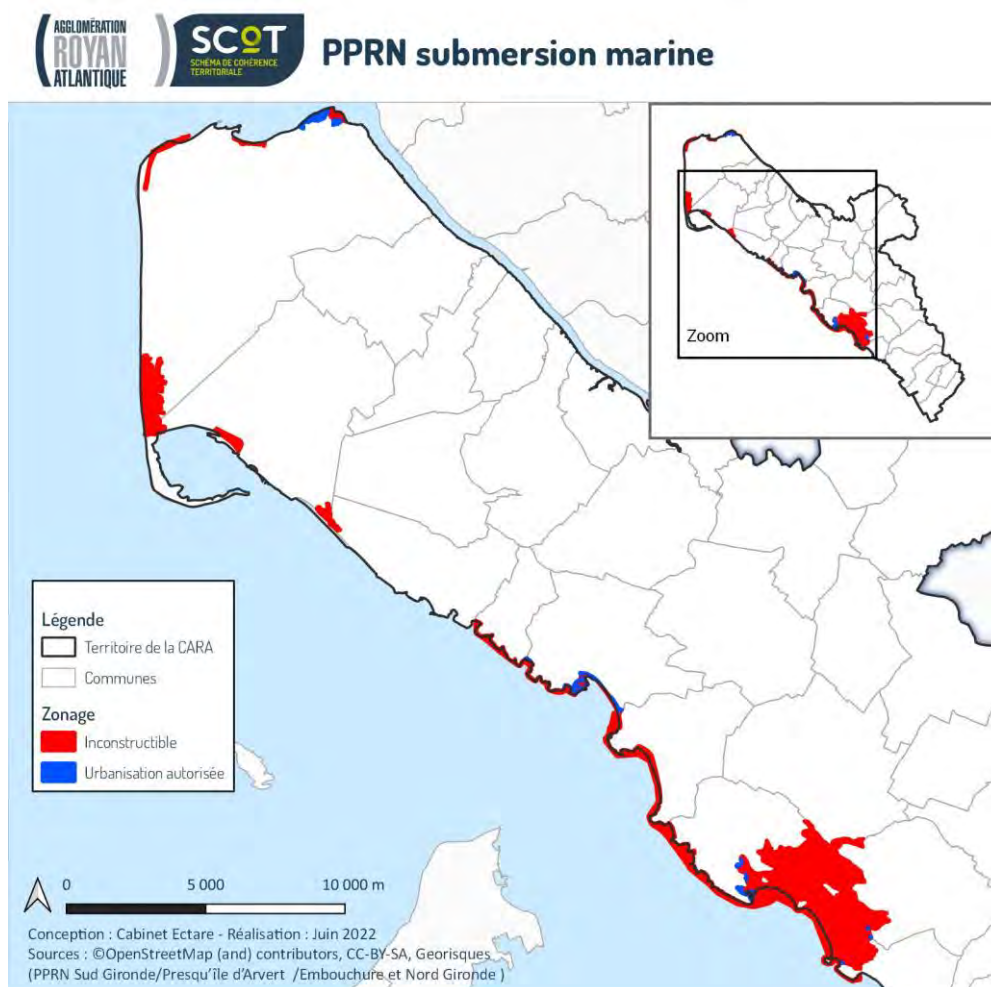 AGGLOMÉRATION
ROYAN
ATLANTIQUE
SCOT
SCHÉMA DE COHÉRENCE
TERRITORIALE
PPRN submersion marine
Zoom
Légende
Territoire de la CARA
Communes
Zonage
Inconstructible
Urbanisation autorisée
0 5 000 10 000 m
Conception : Cabinet Ectare - Réalisation : Juin 2022
Sources : ©OpenStreetMap (and) contributors, CC-BY-SA, Georisques
(PPRN Sud Gironde/Presqu'île d'Arvert /Embouchure et Nord Gironde )